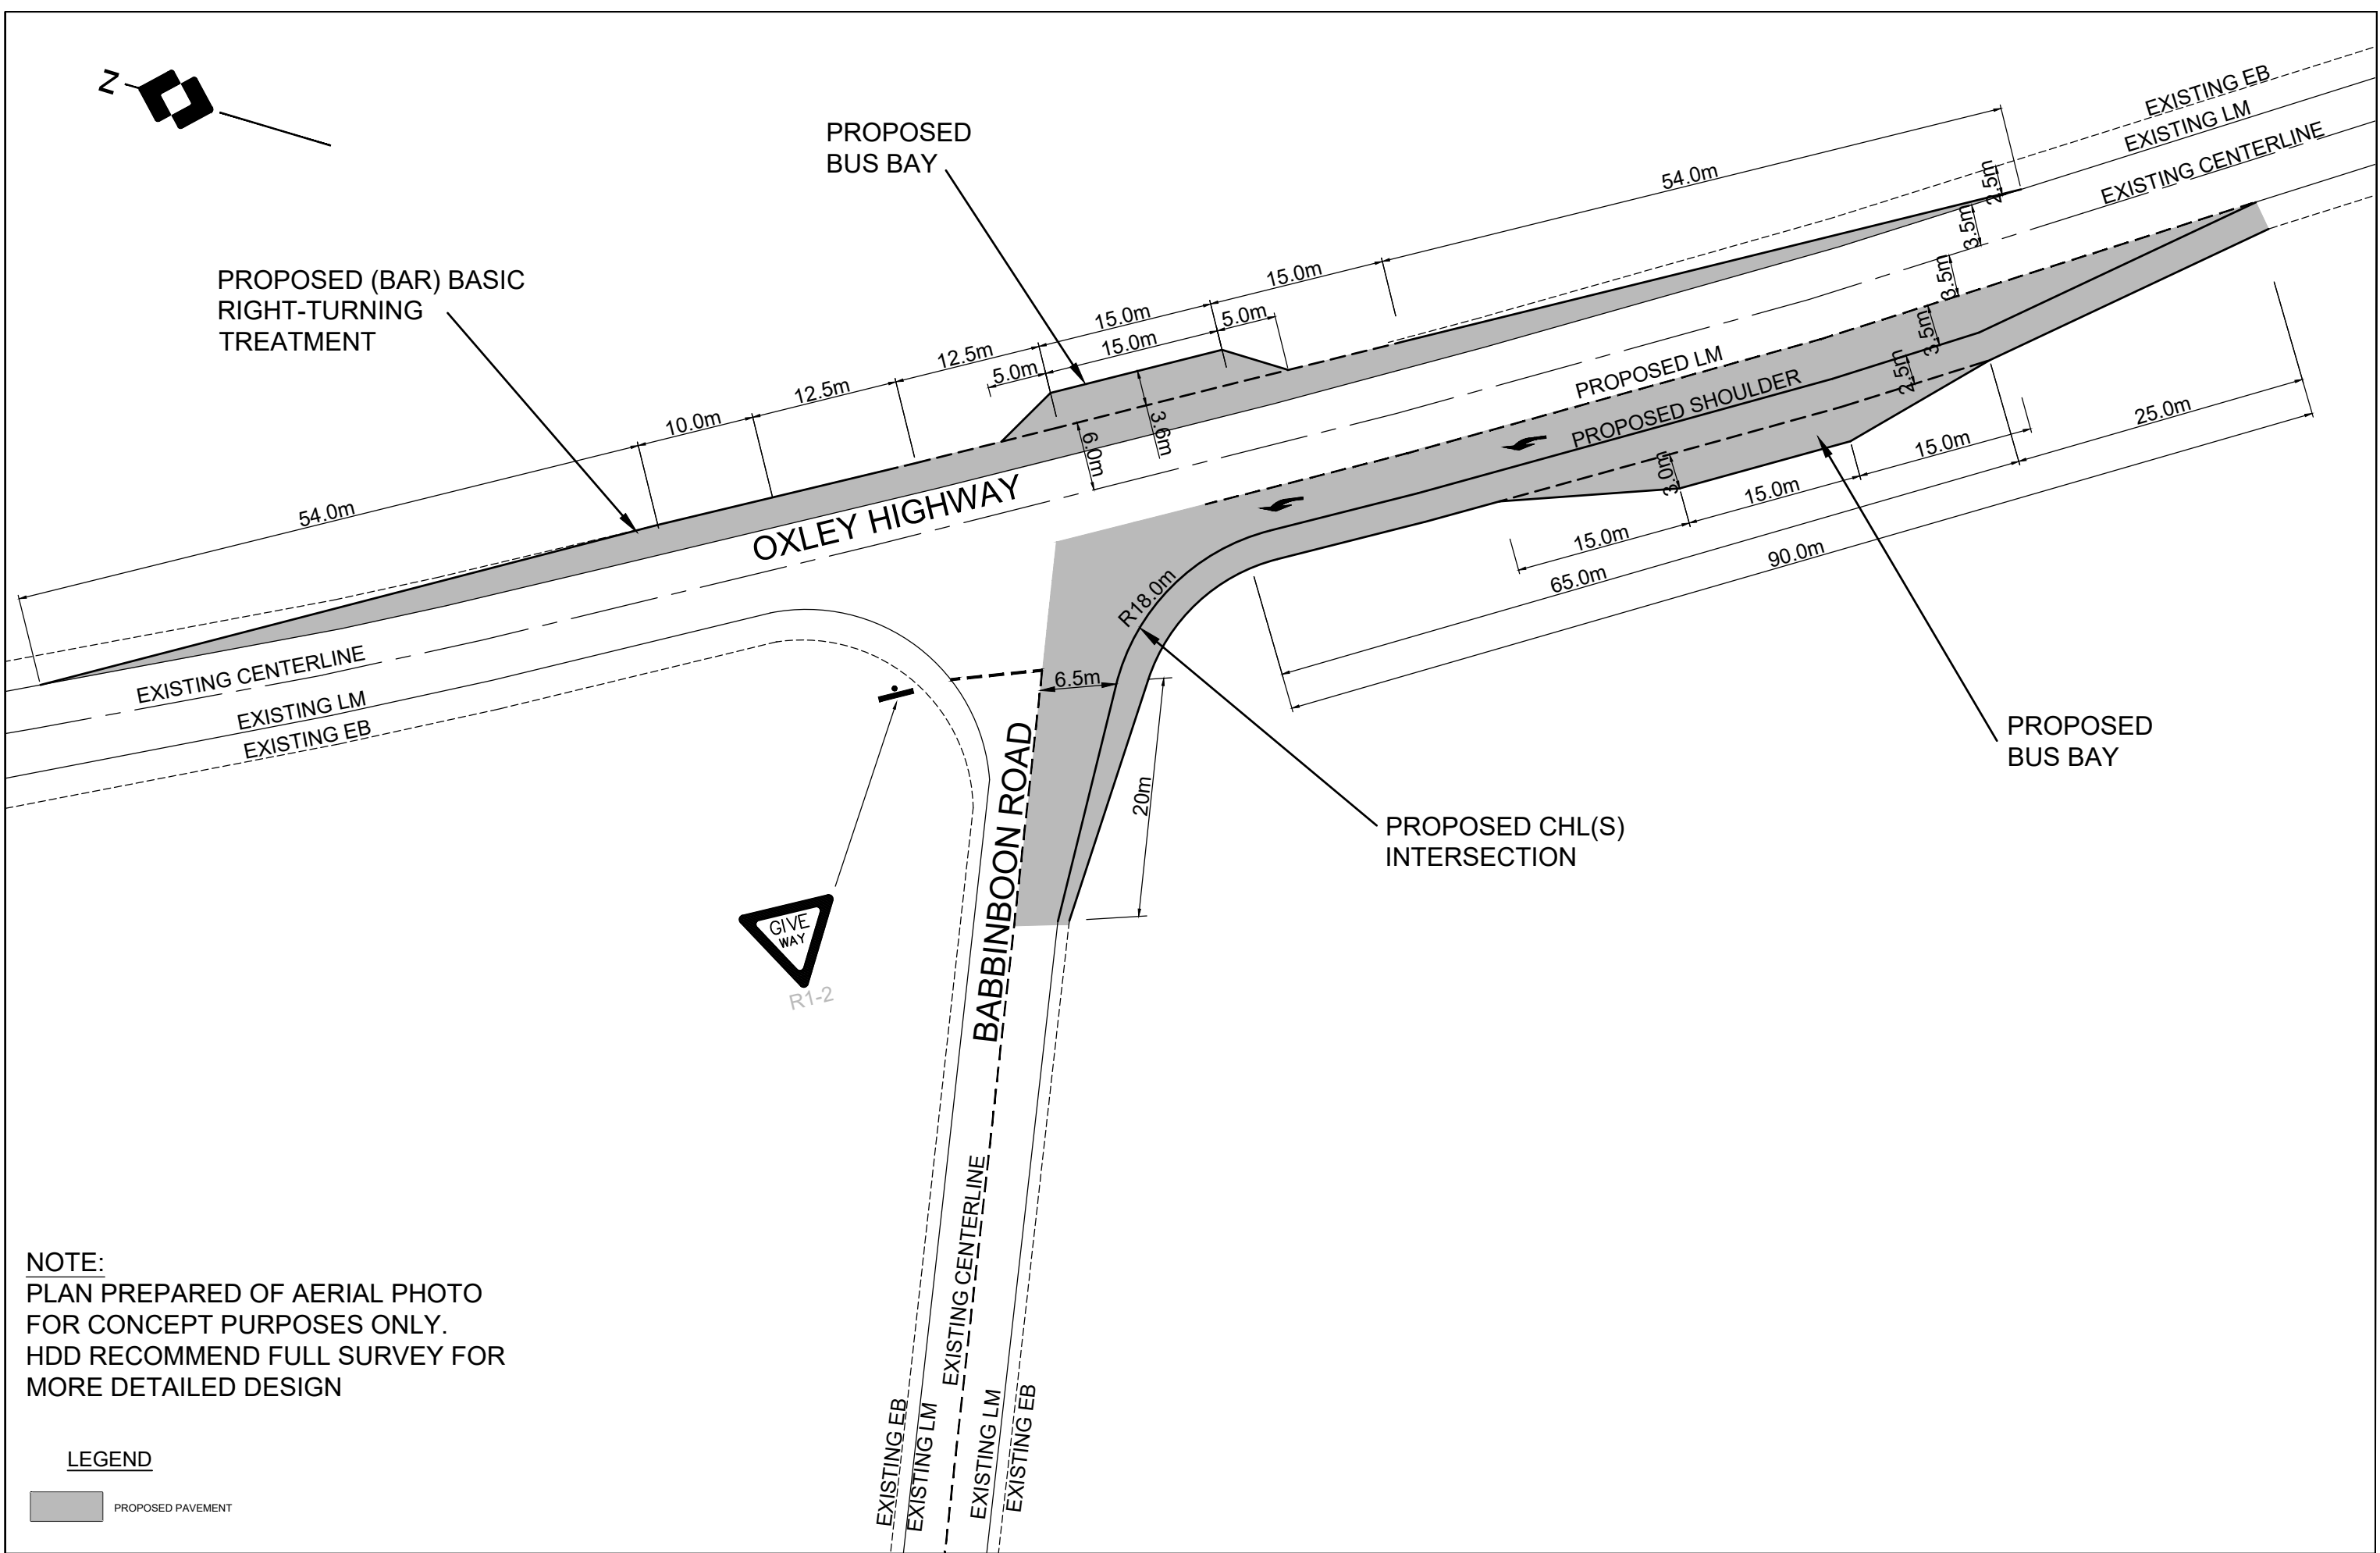 N
PROPOSED
BUS BAY
PROPOSED (BAR) BASIC
RIGHT-TURNING
TREATMENT
54.0m
10.0m
12.5m
12.5m
15.0m
15.0m
54.0m
5.0m
15.0m
5.0m
3.6m
6.0m
2.5m
3.5m
3.5m
3.5m
2.5m
3.0m
EXISTING EB
EXISTING LM
EXISTING CENTERLINE
PROPOSED LM
PROPOSED SHOULDER
OXLEY HIGHWAY
EXISTING CENTERLINE
EXISTING LM
EXISTING EB
15.0m
15.0m
15.0m
25.0m
65.0m
90.0m
R18.0m
6.5m
20m
BABBINBOON ROAD
PROPOSED
BUS BAY
PROPOSED CHL(S)
INTERSECTION
GIVE
WAY
R1-2
EXISTING CENTERLINE
EXISTING EB
EXISTING LM
EXISTING LM
EXISTING EB
NOTE:
PLAN PREPARED OF AERIAL PHOTO
FOR CONCEPT PURPOSES ONLY.
HDD RECOMMEND FULL SURVEY FOR
MORE DETAILED DESIGN
LEGEND
PROPOSED PAVEMENT